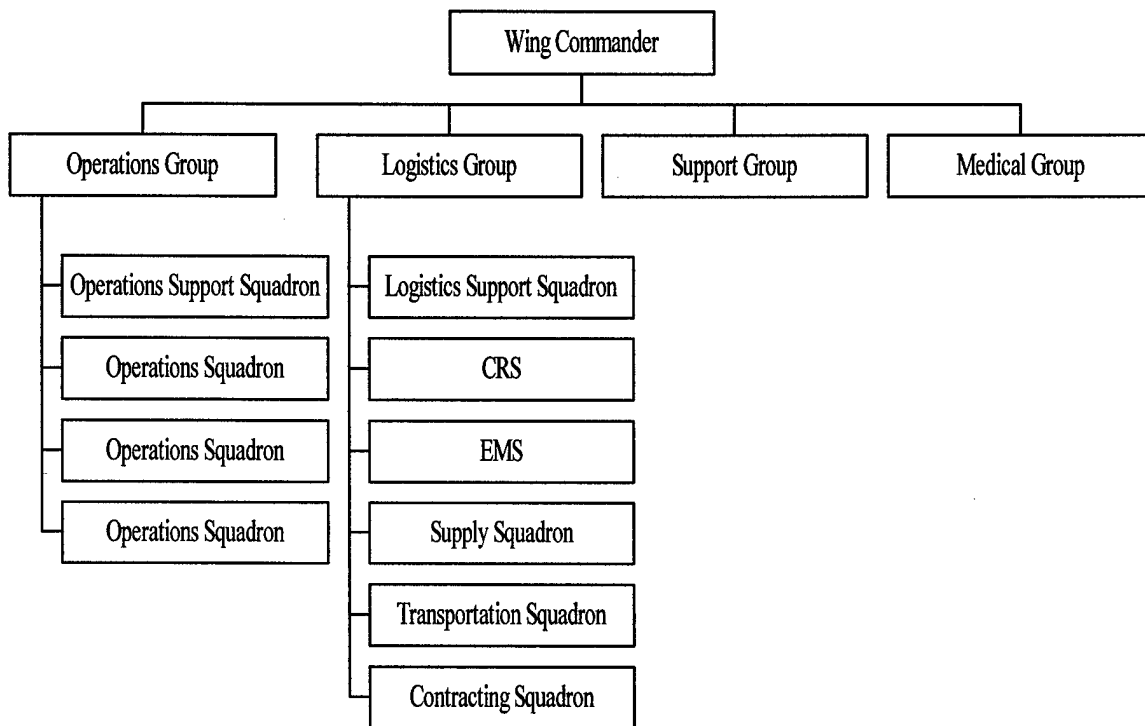 Wing Commander
Operations Group
Logistics Group
Support Group
Medical Group
Operations Support Squadron
Operations Squadron
Operations Squadron
Operations Squadron
Logistics Support Squadron
CRS
EMS
Supply Squadron
Transportation Squadron
Contracting Squadron